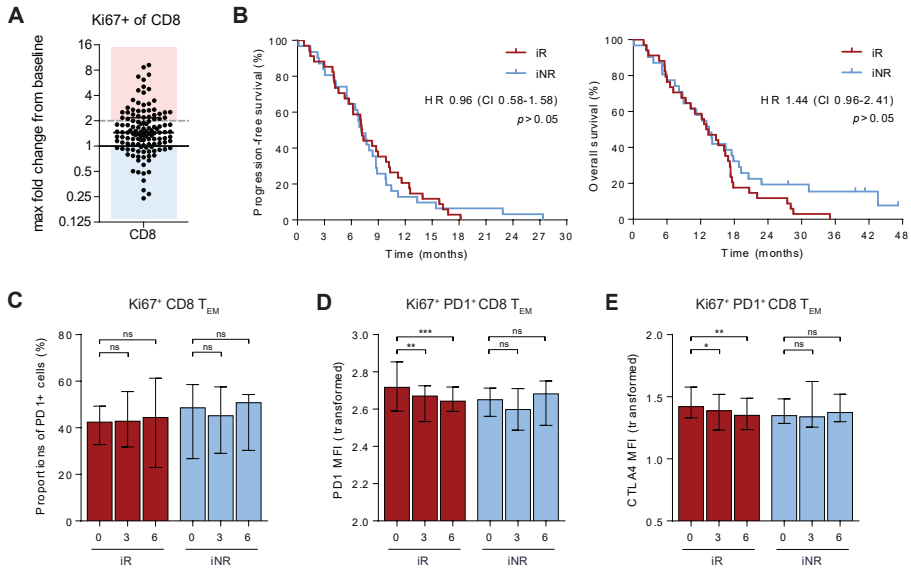 A
Ki67+ of CD8
max fold change from baseline
16
8
4
2
1
0.5
0.25
0.125
CD8
B
Progression-free survival (%)
100
80
60
40
20
0
0 3 6 9 12 15 18 21 24 27 30
Time (months)
iR
iNR
HR 0.96 (CI 0.58-1.58)
p>0.05
Overall survival (%)
100
80
60
40
20
0
0 6 12 18 24 30 36 42 48
Time (months)
iR
iNR
HR 1.44 (CI 0.96-2.41)
p>0.05
C
Ki67⁺ CD8 T_EM
Proportions of PD1+ cells (%)
80
60
40
20
0
ns
ns
ns
ns
0 3 6 0 3 6
iR iNR
D
Ki67⁺ PD1⁺ CD8 T_EM
PD1 MFI (transformed)
3.0
2.8
2.6
2.4
2.2
2.0
***
**
ns
ns
0 3 6 0 3 6
iR iNR
E
Ki67⁺ PD1⁺ CD8 T_EM
CTLA4 MFI (transformed)
2.0
1.5
1.0
0.5
**
*
ns
ns
0 3 6 0 3 6
iR iNR